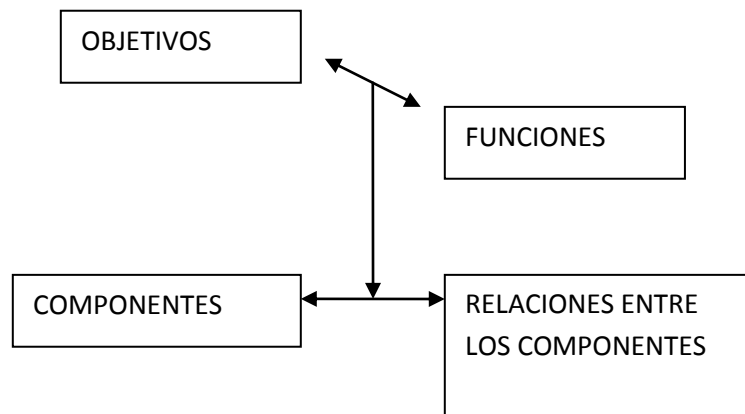 OBJETIVOS
FUNCIONES
COMPONENTES
RELACIONES ENTRE
LOS COMPONENTES